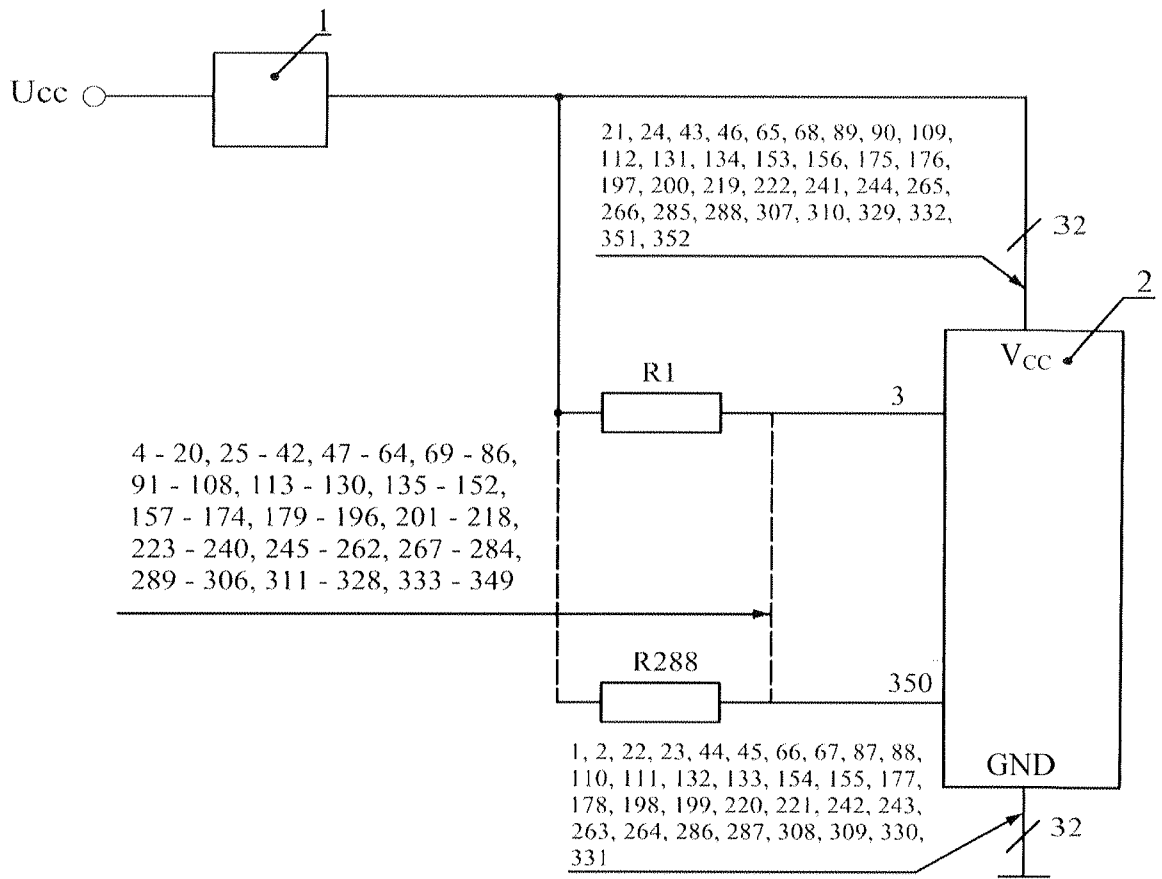 1
Ucc
21, 24, 43, 46, 65, 68, 89, 90, 109,
112, 131, 134, 153, 156, 175, 176,
197, 200, 219, 222, 241, 244, 265,
266, 285, 288, 307, 310, 329, 332,
351, 352
32
2
VCC
R1
3
4 - 20, 25 - 42, 47 - 64, 69 - 86,
91 - 108, 113 - 130, 135 - 152,
157 - 174, 179 - 196, 201 - 218,
223 - 240, 245 - 262, 267 - 284,
289 - 306, 311 - 328, 333 - 349
R288
350
1, 2, 22, 23, 44, 45, 66, 67, 87, 88,
110, 111, 132, 133, 154, 155, 177,
178, 198, 199, 220, 221, 242, 243,
263, 264, 286, 287, 308, 309, 330,
331
GND
32